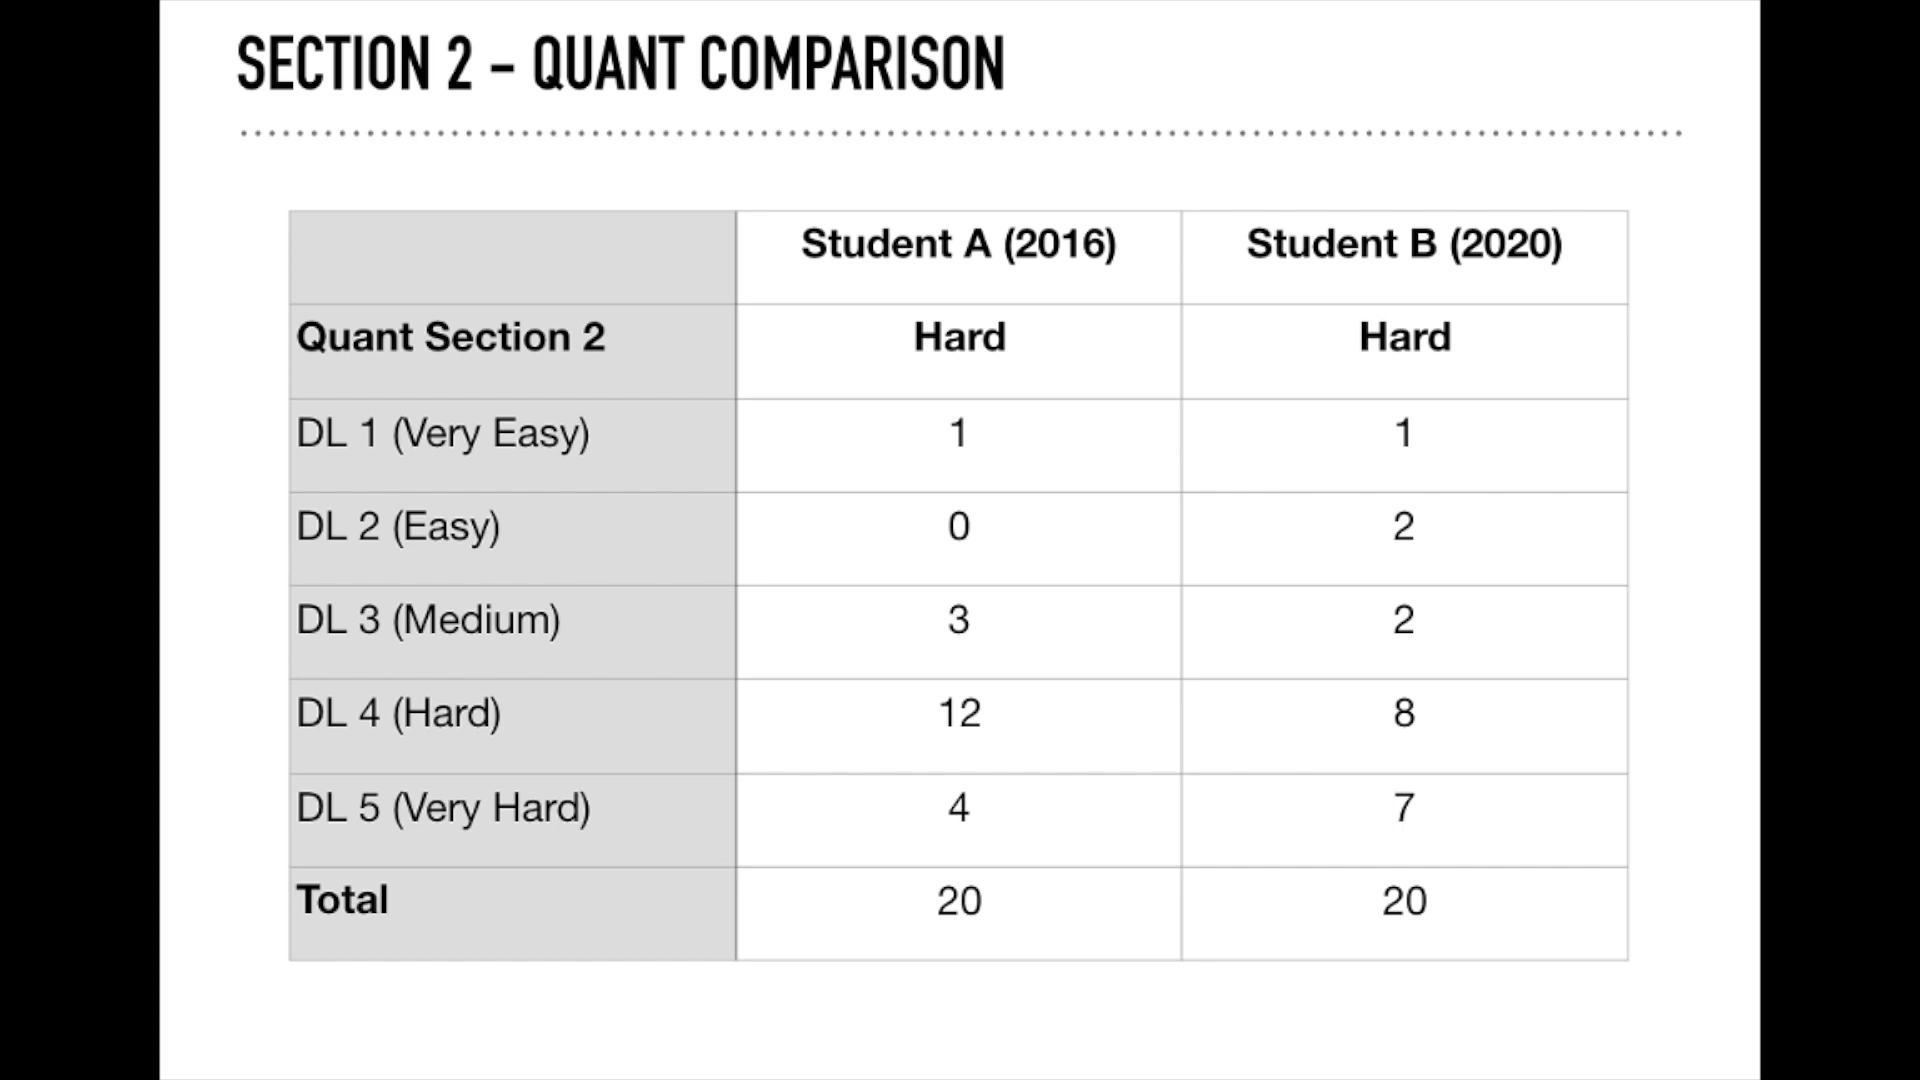 SECTION 2 – QUANT COMPARISON
Student A (2016) Student B (2020)
Quant Section 2 Hard Hard
DL 1 (Very Easy) 1 1
DL 2 (Easy) 0 2
DL 3 (Medium) 3 2
DL 4 (Hard) 12 8
DL 5 (Very Hard) 4 7
Total 20 20